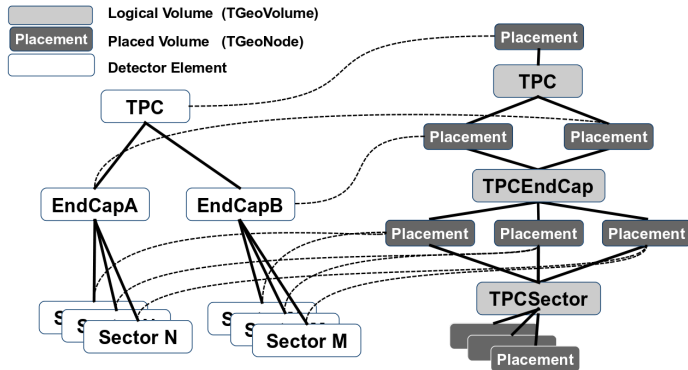 Logical Volume (TGeoVolume)
Placement Placed Volume (TGeoNode)
Detector Element
Placement
TPC
TPC
Placement Placement
EndCapA EndCapB
TPCEndCap
Placement Placement Placement
TPCSector
Sector N
Sector M
Placement